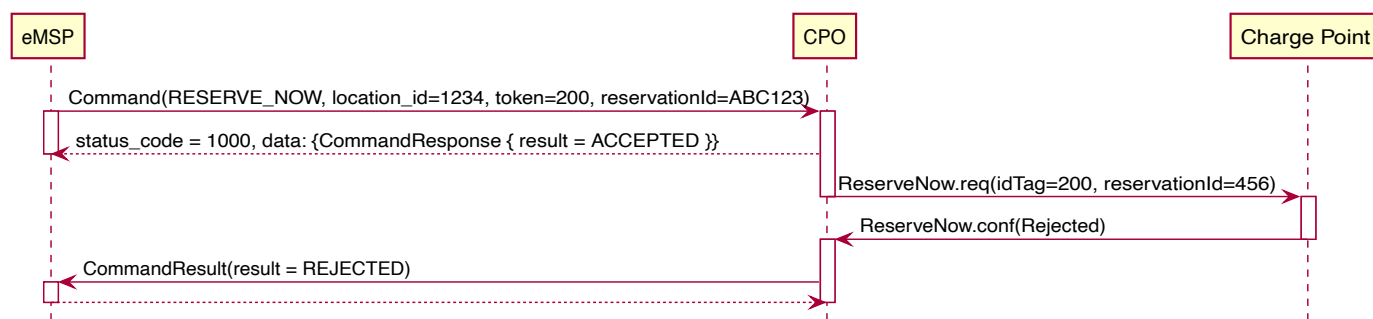 eMSP
CPO
Charge Point
Command(RESERVE_NOW, location_id=1234, token=200, reservationId=ABC123)
status_code = 1000, data: {CommandResponse { result = ACCEPTED }}
ReserveNow.req(idTag=200, reservationId=456)
ReserveNow.conf(Rejected)
CommandResult(result = REJECTED)